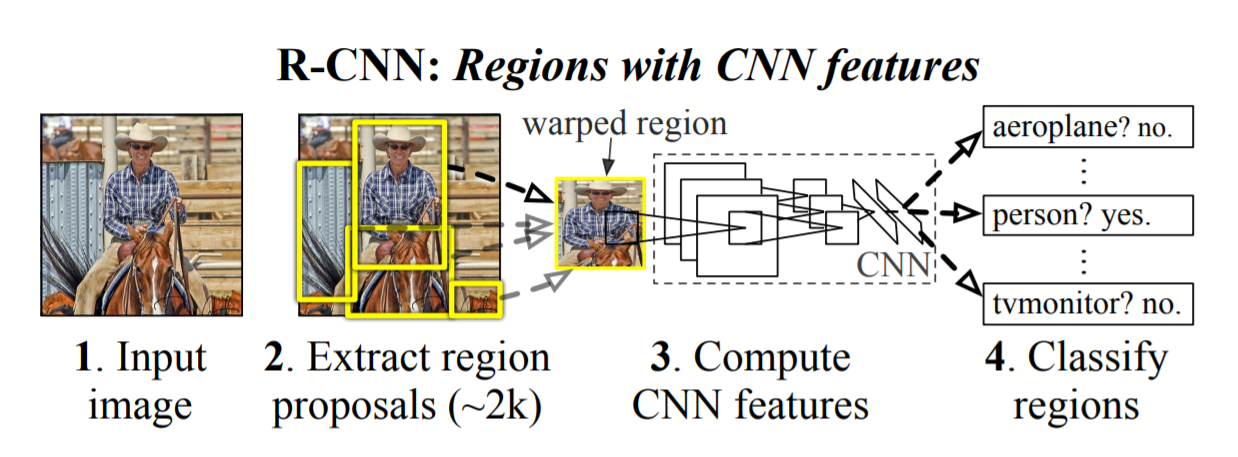 R-CNN: Regions with CNN features
warped region
aeroplane? no.
person? yes.
CNN
tvmonitor? no.
1. Input
image
2. Extract region
proposals (~2k)
3. Compute
CNN features
4. Classify
regions